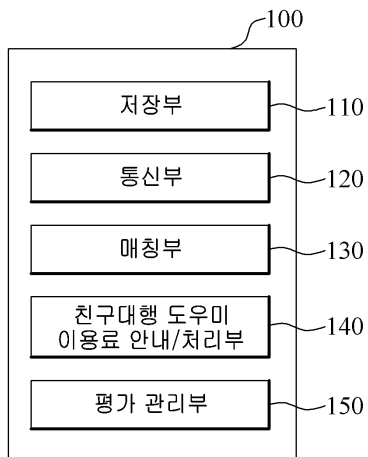 100
저장부
110
통신부
120
매칭부
130
친구대행 도우미
이용료 안내/처리부
140
평가 관리부
150